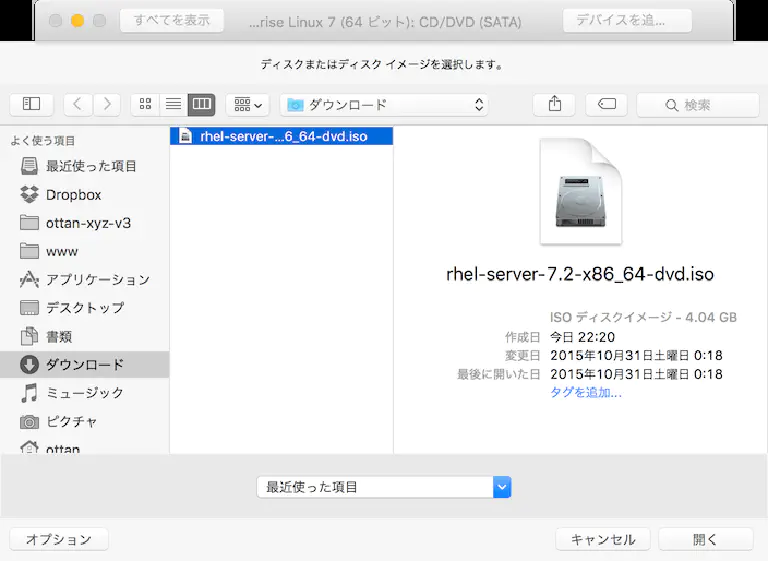 すべてを表示
...rise Linux 7 (64 ビット): CD/DVD (SATA)
デバイスを追...
ディスクまたはディスク イメージを選択します。
ダウンロード
検索
よく使う項目
最近使った項目
Dropbox
ottan-xyz-v3
www
アプリケーション
デスクトップ
書類
ダウンロード
ミュージック
ピクチャ
ottan
rhel-server-...6_64-dvd.iso
rhel-server-7.2-x86_64-dvd.iso
ISO ディスクイメージ - 4.04 GB
作成日 今日 22:20
変更日 2015年10月31日土曜日 0:18
最後に開いた日 2015年10月31日土曜日 0:18
タグを追加...
最近使った項目
オプション
キャンセル
開く